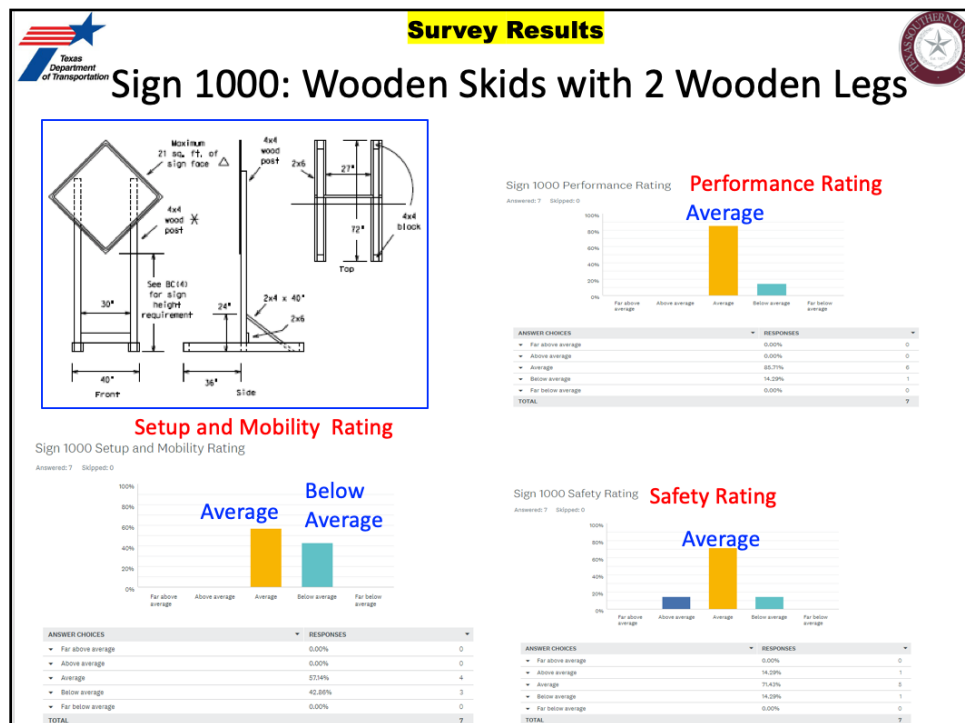 Survey Results
Texas
Department
of Transportation
TEXAS SOUTHERN UNIVERSITY
Sign 1000: Wooden Skids with 2 Wooden Legs
Maximum
21 sq. ft. of
sign face
4x4
wood
post
4x4
wood
post
See BC(4)
for sign
height
requirement
30"
40"
Front
24"
2x4 x 40"
2x6
36"
Side
2x6
27"
72"
4x4
block
Top
Sign 1000 Performance Rating
Performance Rating
Answered: 7 Skipped: 0
Average
100%
80%
60%
40%
20%
0%
Far above average
Above average
Average
Below average
Far below average
ANSWER CHOICES RESPONSES
Far above average 0.00% 0
Above average 0.00% 0
Average 85.71% 6
Below average 14.29% 1
Far below average 0.00% 0
TOTAL 7
Setup and Mobility Rating
Sign 1000 Setup and Mobility Rating
Answered: 7 Skipped: 0
Average
Below
Average
100%
80%
60%
40%
20%
0%
Far above average
Above average
Average
Below average
Far below average
ANSWER CHOICES RESPONSES
Far above average 0.00% 0
Above average 0.00% 0
Average 57.14% 4
Below average 42.86% 3
Far below average 0.00% 0
TOTAL 7
Sign 1000 Safety Rating
Safety Rating
Answered: 7 Skipped: 0
Average
100%
80%
60%
40%
20%
0%
Far above average
Above average
Average
Below average
Far below average
ANSWER CHOICES RESPONSES
Far above average 0.00% 0
Above average 14.29% 1
Average 71.43% 5
Below average 14.29% 1
Far below average 0.00% 0
TOTAL 7